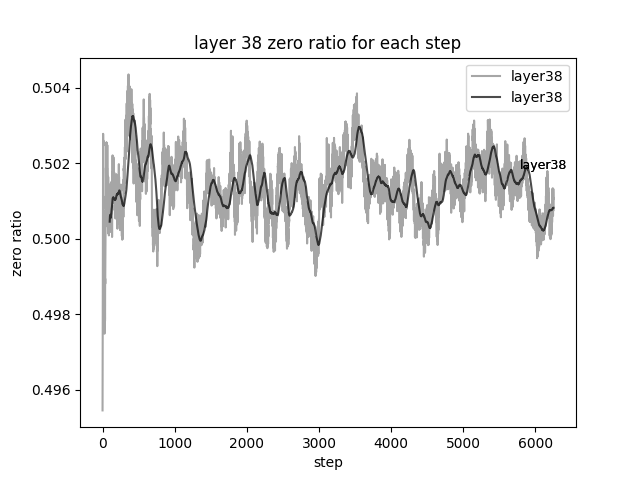 layer 38 zero ratio for each step
layer38
layer38
layer38
zero ratio
0.504
0.502
0.500
0.498
0.496
0
1000
2000
3000
4000
5000
6000
step